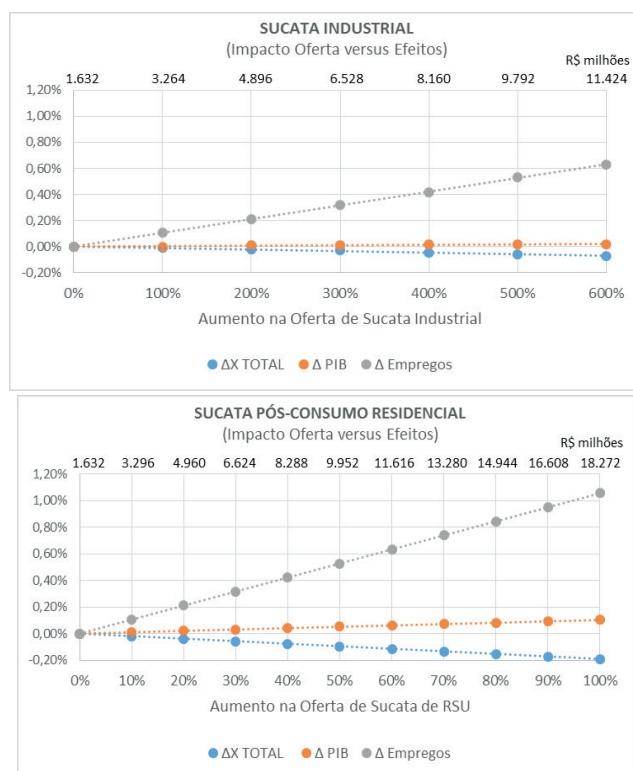 SUCATA INDUSTRIAL
(Impacto Oferta versus Efeitos)
R$ milhões
1.632 3.264 4.896 6.528 8.160 9.792 11.424
1,20%
1,00%
0,80%
0,60%
0,40%
0,20%
0,00%
-0,20%
0% 100% 200% 300% 400% 500% 600%
Aumento na Oferta de Sucata Industrial
ΔX TOTAL Δ PIB Δ Empregos
SUCATA PÓS-CONSUMO RESIDENCIAL
(Impacto Oferta versus Efeitos)
R$ milhões
1.632 3.296 4.960 6.624 8.288 9.952 11.616 13.280 14.944 16.608 18.272
1,20%
1,00%
0,80%
0,60%
0,40%
0,20%
0,00%
-0,20%
0% 10% 20% 30% 40% 50% 60% 70% 80% 90% 100%
Aumento na Oferta de Sucata de RSU
ΔX TOTAL Δ PIB Δ Empregos